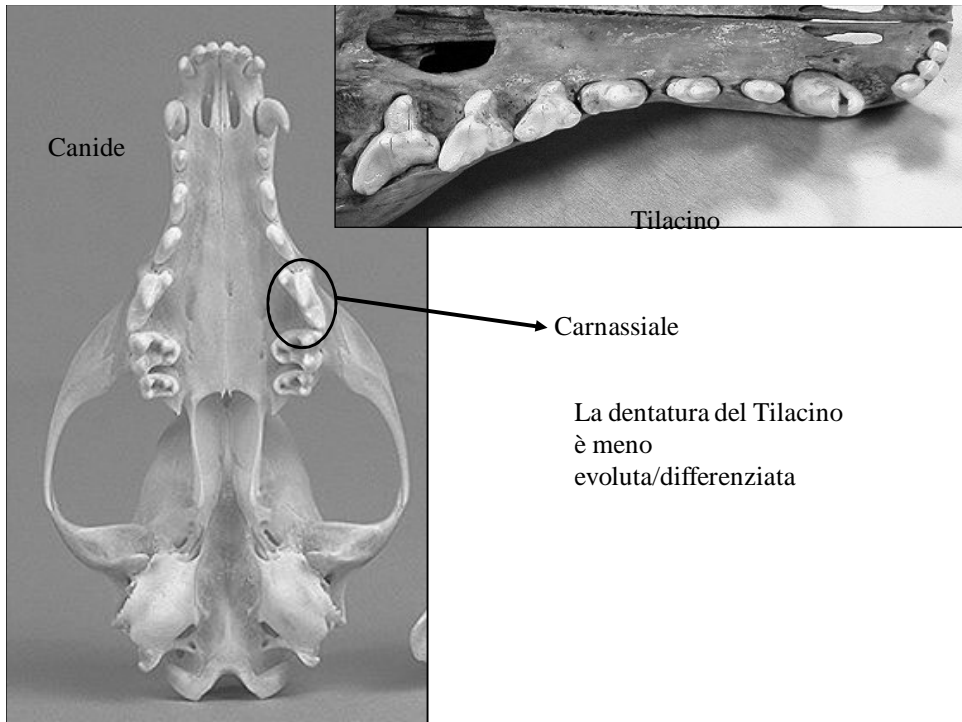 Canide
Tilacino
Carnassiale
La dentatura del Tilacino
è meno
evoluta/differenziata